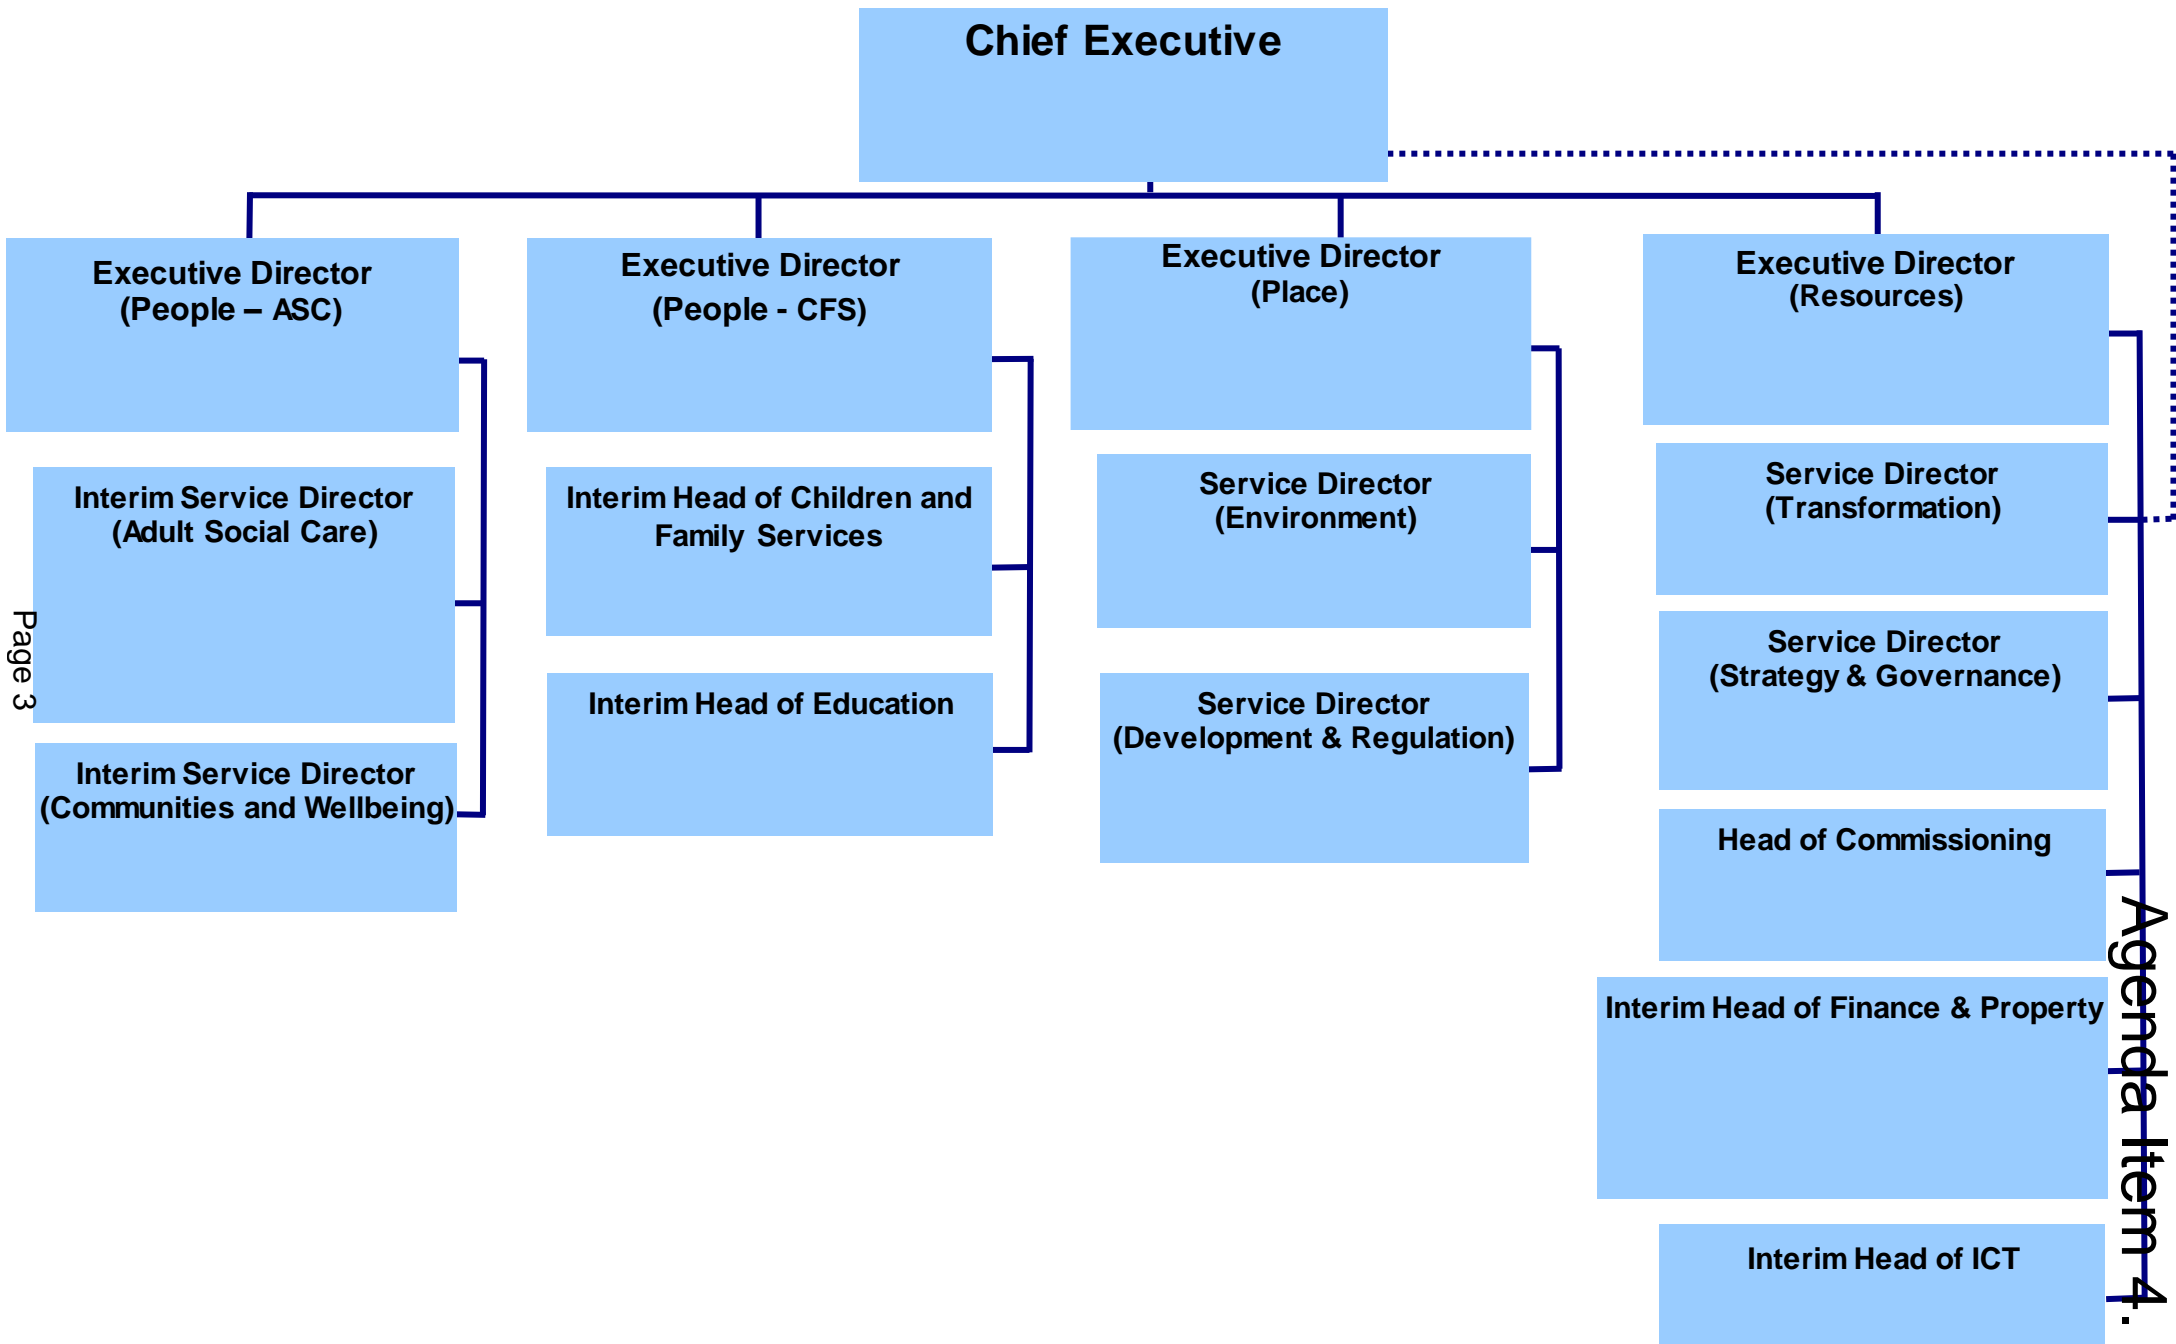 Chief Executive
Executive Director
(People – ASC)
Interim Service Director
(Adult Social Care)
Interim Service Director
(Communities and Wellbeing)
Executive Director
(People - CFS)
Interim Head of Children and
Family Services
Interim Head of Education
Executive Director
(Place)
Service Director
(Environment)
Service Director
(Development & Regulation)
Executive Director
(Resources)
Service Director
(Transformation)
Service Director
(Strategy & Governance)
Head of Commissioning
Interim Head of Finance & Property
Interim Head of ICT
Page 3
Agenda Item 4.